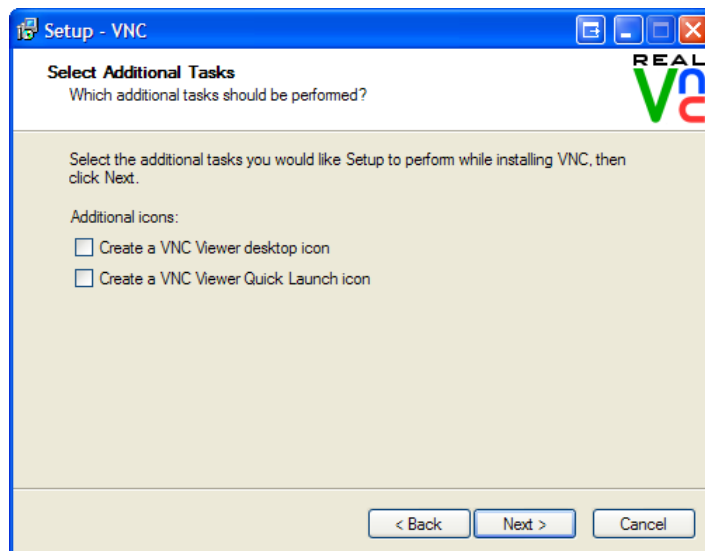 Setup - VNC
Select Additional Tasks
Which additional tasks should be performed?
REAL
Vnc
Select the additional tasks you would like Setup to perform while installing VNC, then
click Next.
Additional icons:
Create a VNC Viewer desktop icon
Create a VNC Viewer Quick Launch icon
< Back
Next >
Cancel